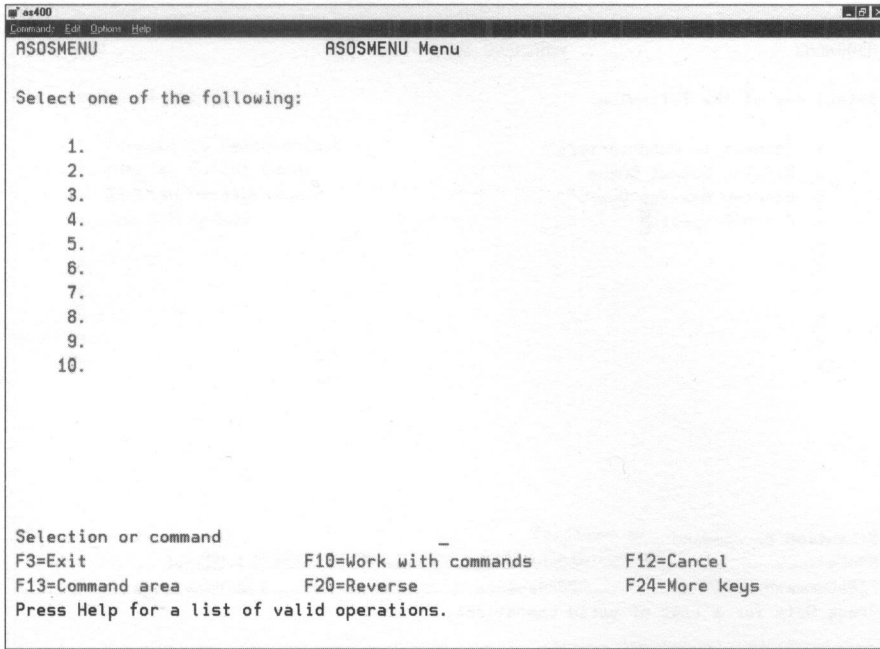 as400
Commands Edit Options Help
ASOSMENU ASOSMENU Menu
Select one of the following:
1.
2.
3.
4.
5.
6.
7.
8.
9.
10.
Selection or command
F3=Exit F10=Work with commands F12=Cancel
F13=Command area F20=Reverse F24=More keys
Press Help for a list of valid operations.